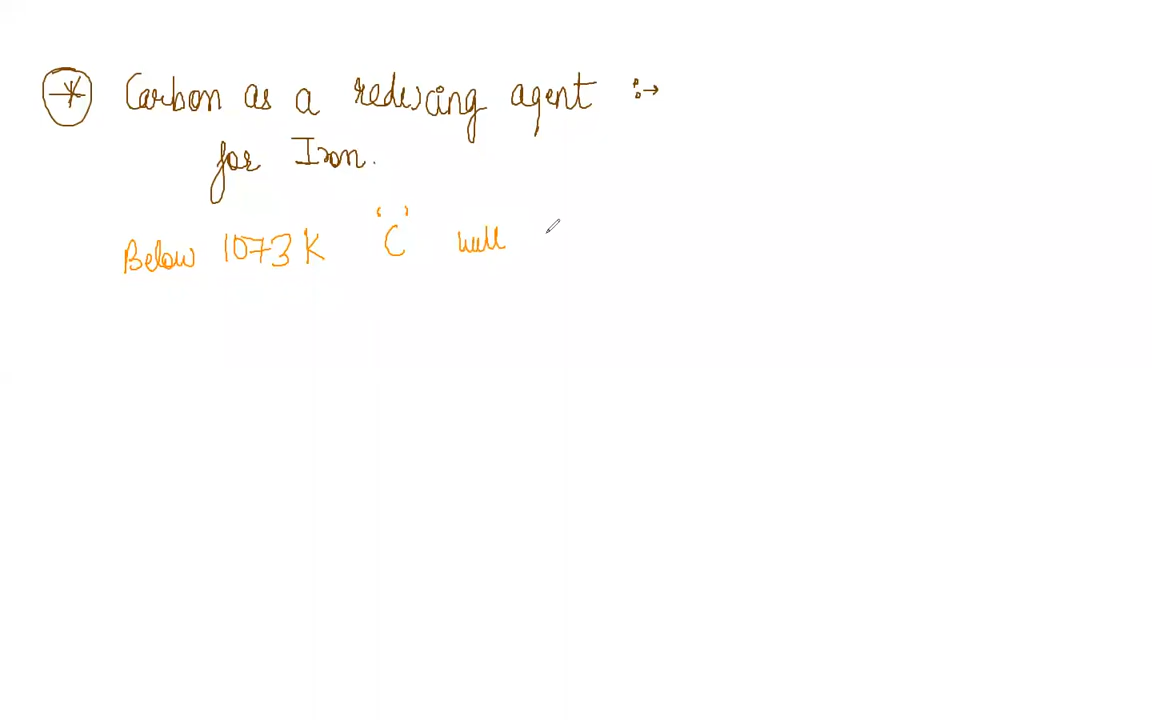 * Carbon as a reducing agent :→
for Iron.
Below 1073 K 'C' will